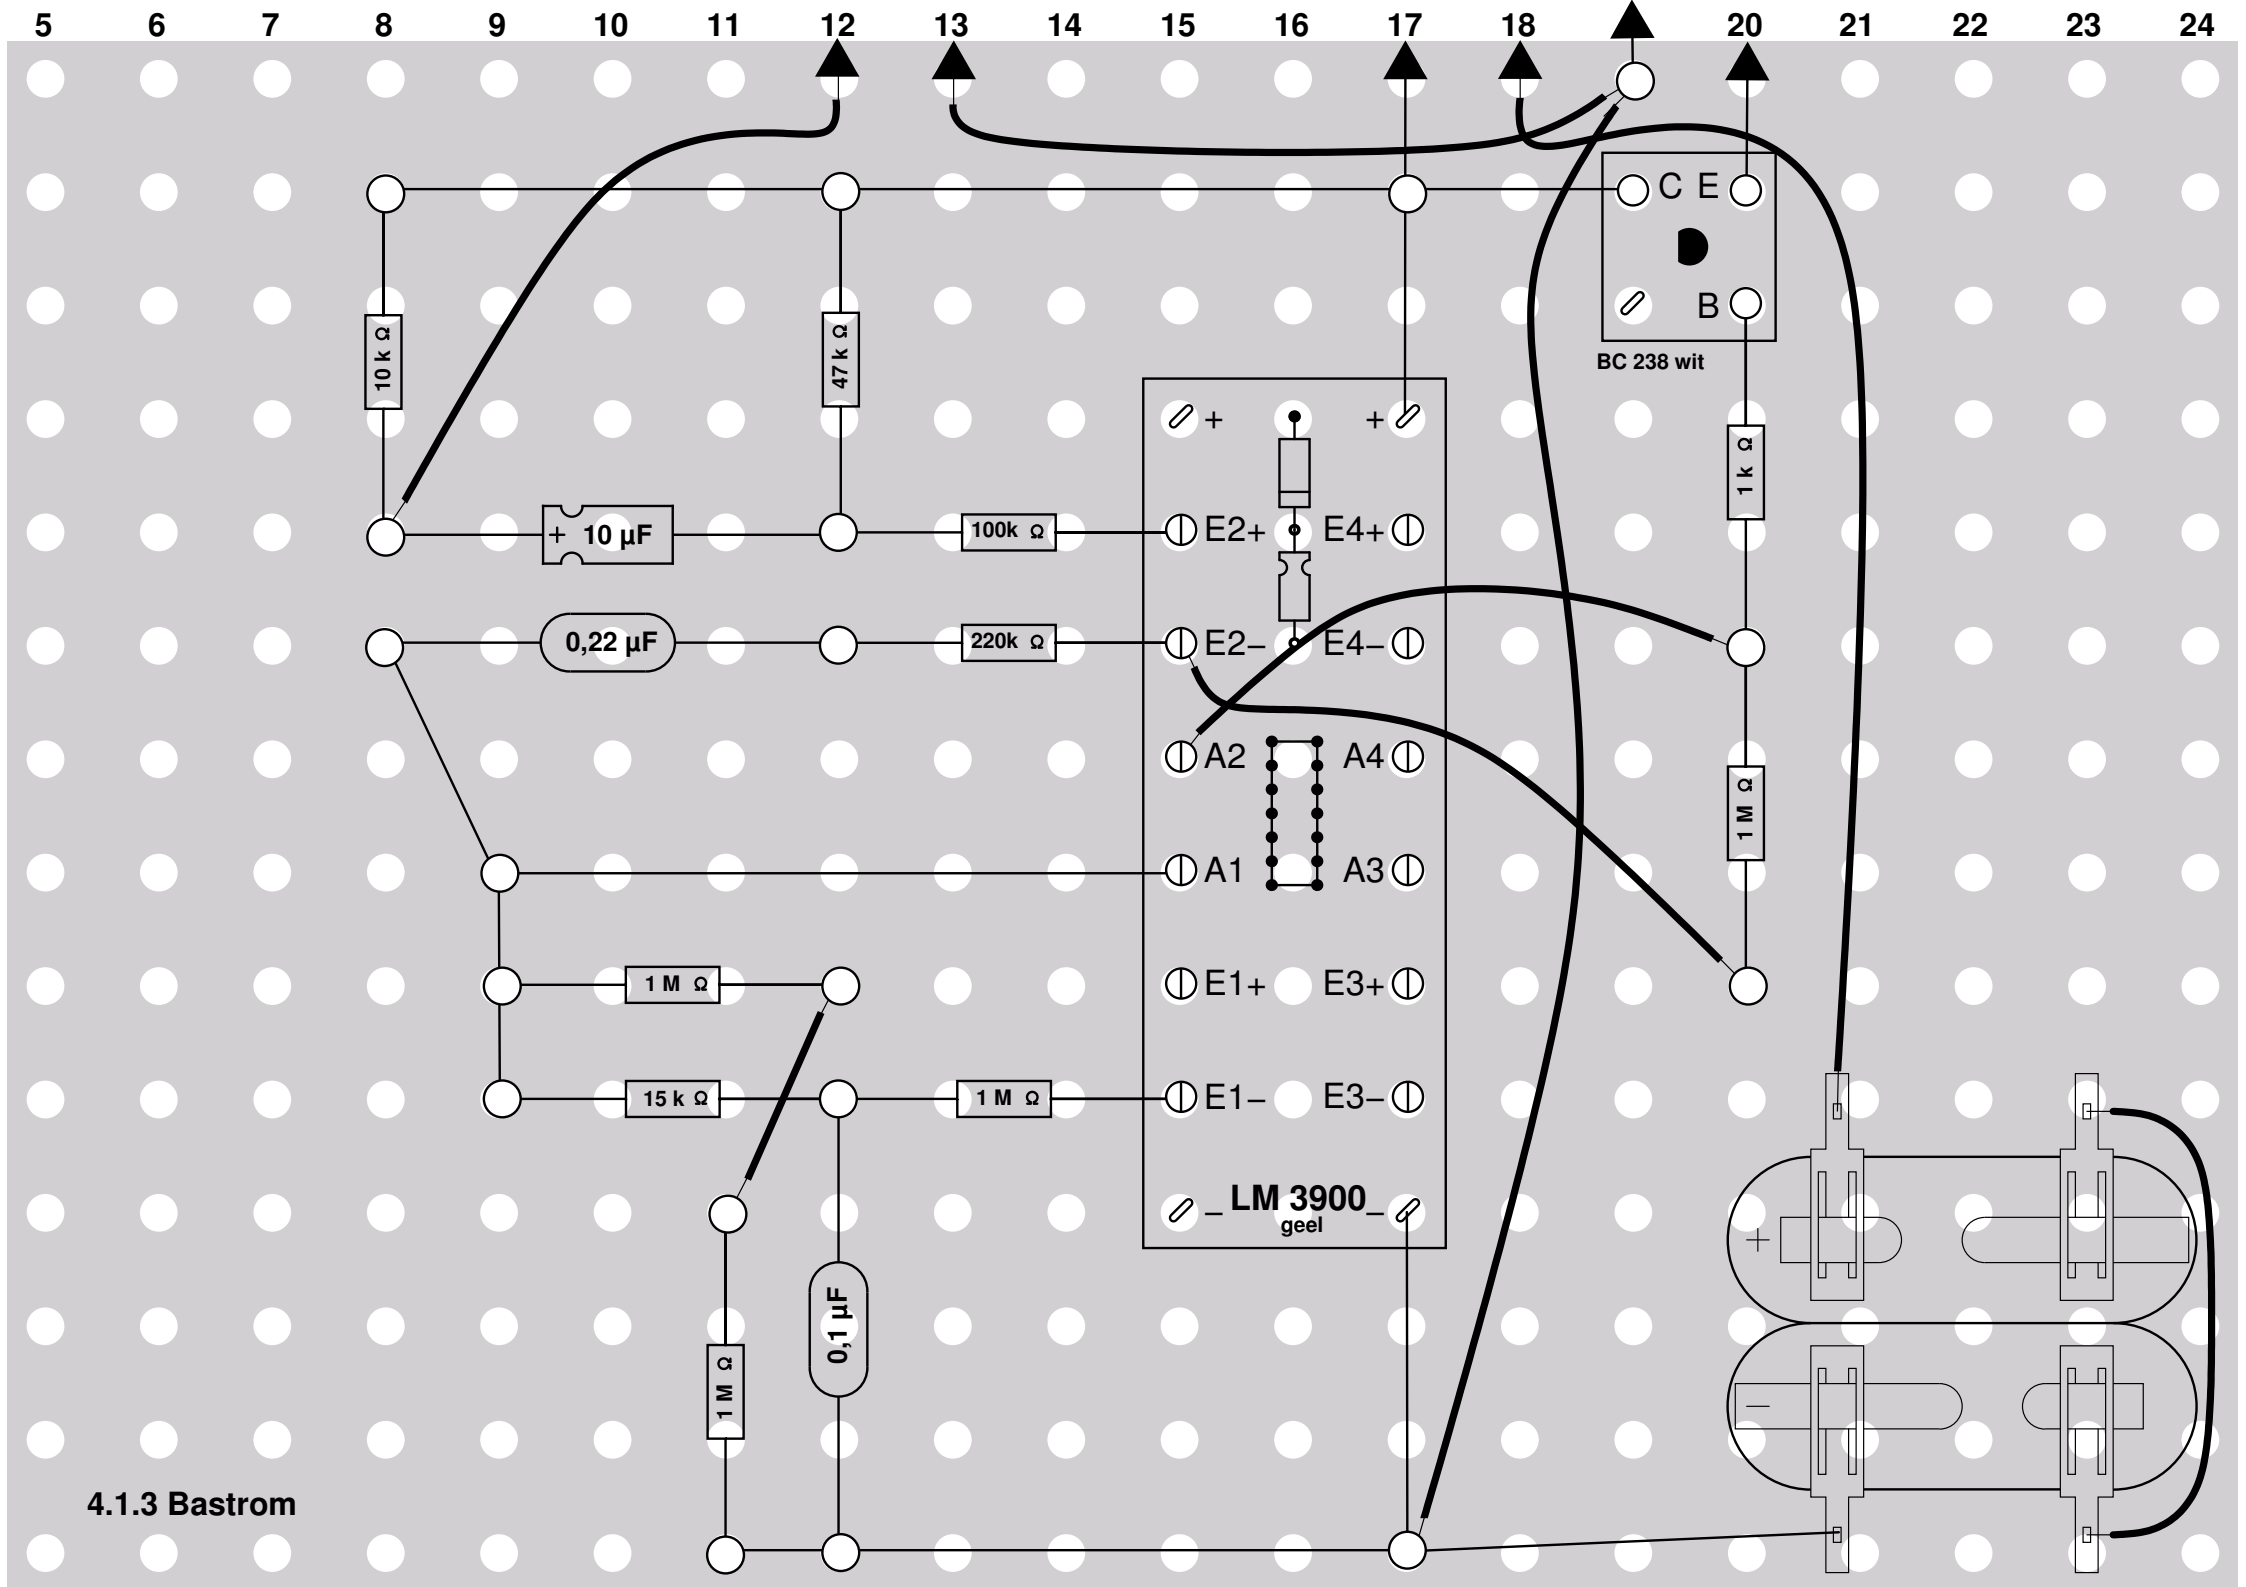 5 6 7 8 9 10 11 12 13 14 15 16 17 18 20 21 22 23 24
C E
B
BC 238 wit
10 k Ω
47 k Ω
+ +
1 k Ω
+ 10 µF
100k Ω
E2+ E4+
0,22 µF
220k Ω
E2– E4–
A2 A4
1 M Ω
A1 A3
1 M Ω
E1+ E3+
15 k Ω
1 M Ω
E1– E3–
– LM 3900 –
geel
+
0,1 µF
1 M Ω
–
4.1.3 Bastrom